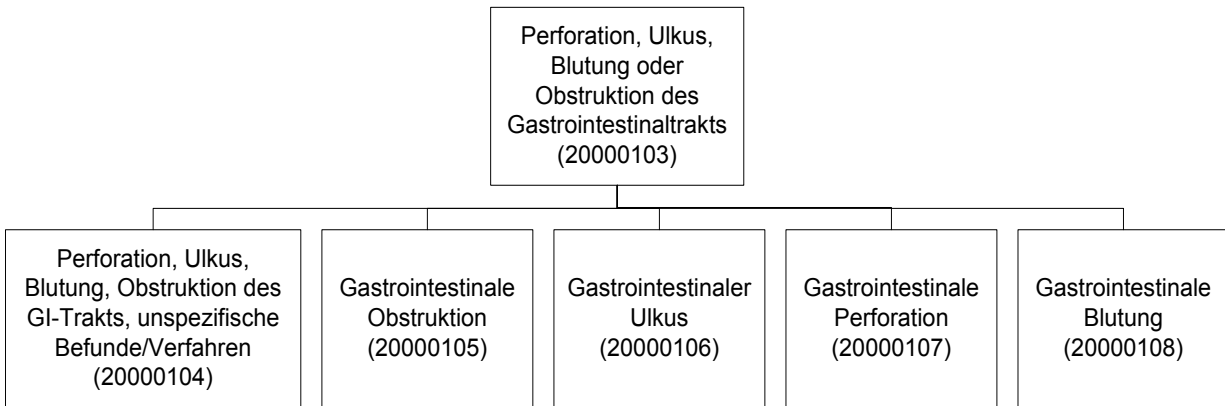 Perforation, Ulkus,
Blutung oder
Obstruktion des
Gastrointestinaltrakts
(20000103)
Perforation, Ulkus,
Blutung, Obstruktion des
GI-Trakts, unspezifische
Befunde/Verfahren
(20000104)
Gastrointestinale
Obstruktion
(20000105)
Gastrointestinaler
Ulkus
(20000106)
Gastrointestinale
Perforation
(20000107)
Gastrointestinale
Blutung
(20000108)